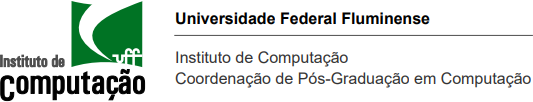 Instituto de
computação
uff
Universidade Federal Fluminense
Instituto de Computação
Coordenação de Pós-Graduação em Computação